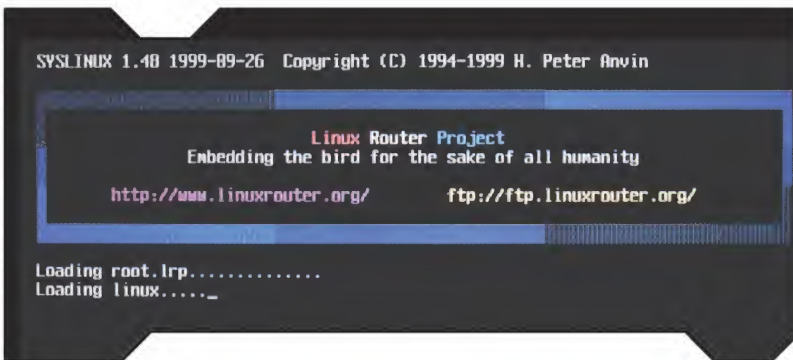 SYSLINUX 1.48 1999-09-26 Copyright (C) 1994-1999 H. Peter Anvin
Linux Router Project
Embedding the bird for the sake of all humanity
http://www.linuxrouter.org/ ftp://ftp.linuxrouter.org/
Loading root.lrp..............
Loading linux....._